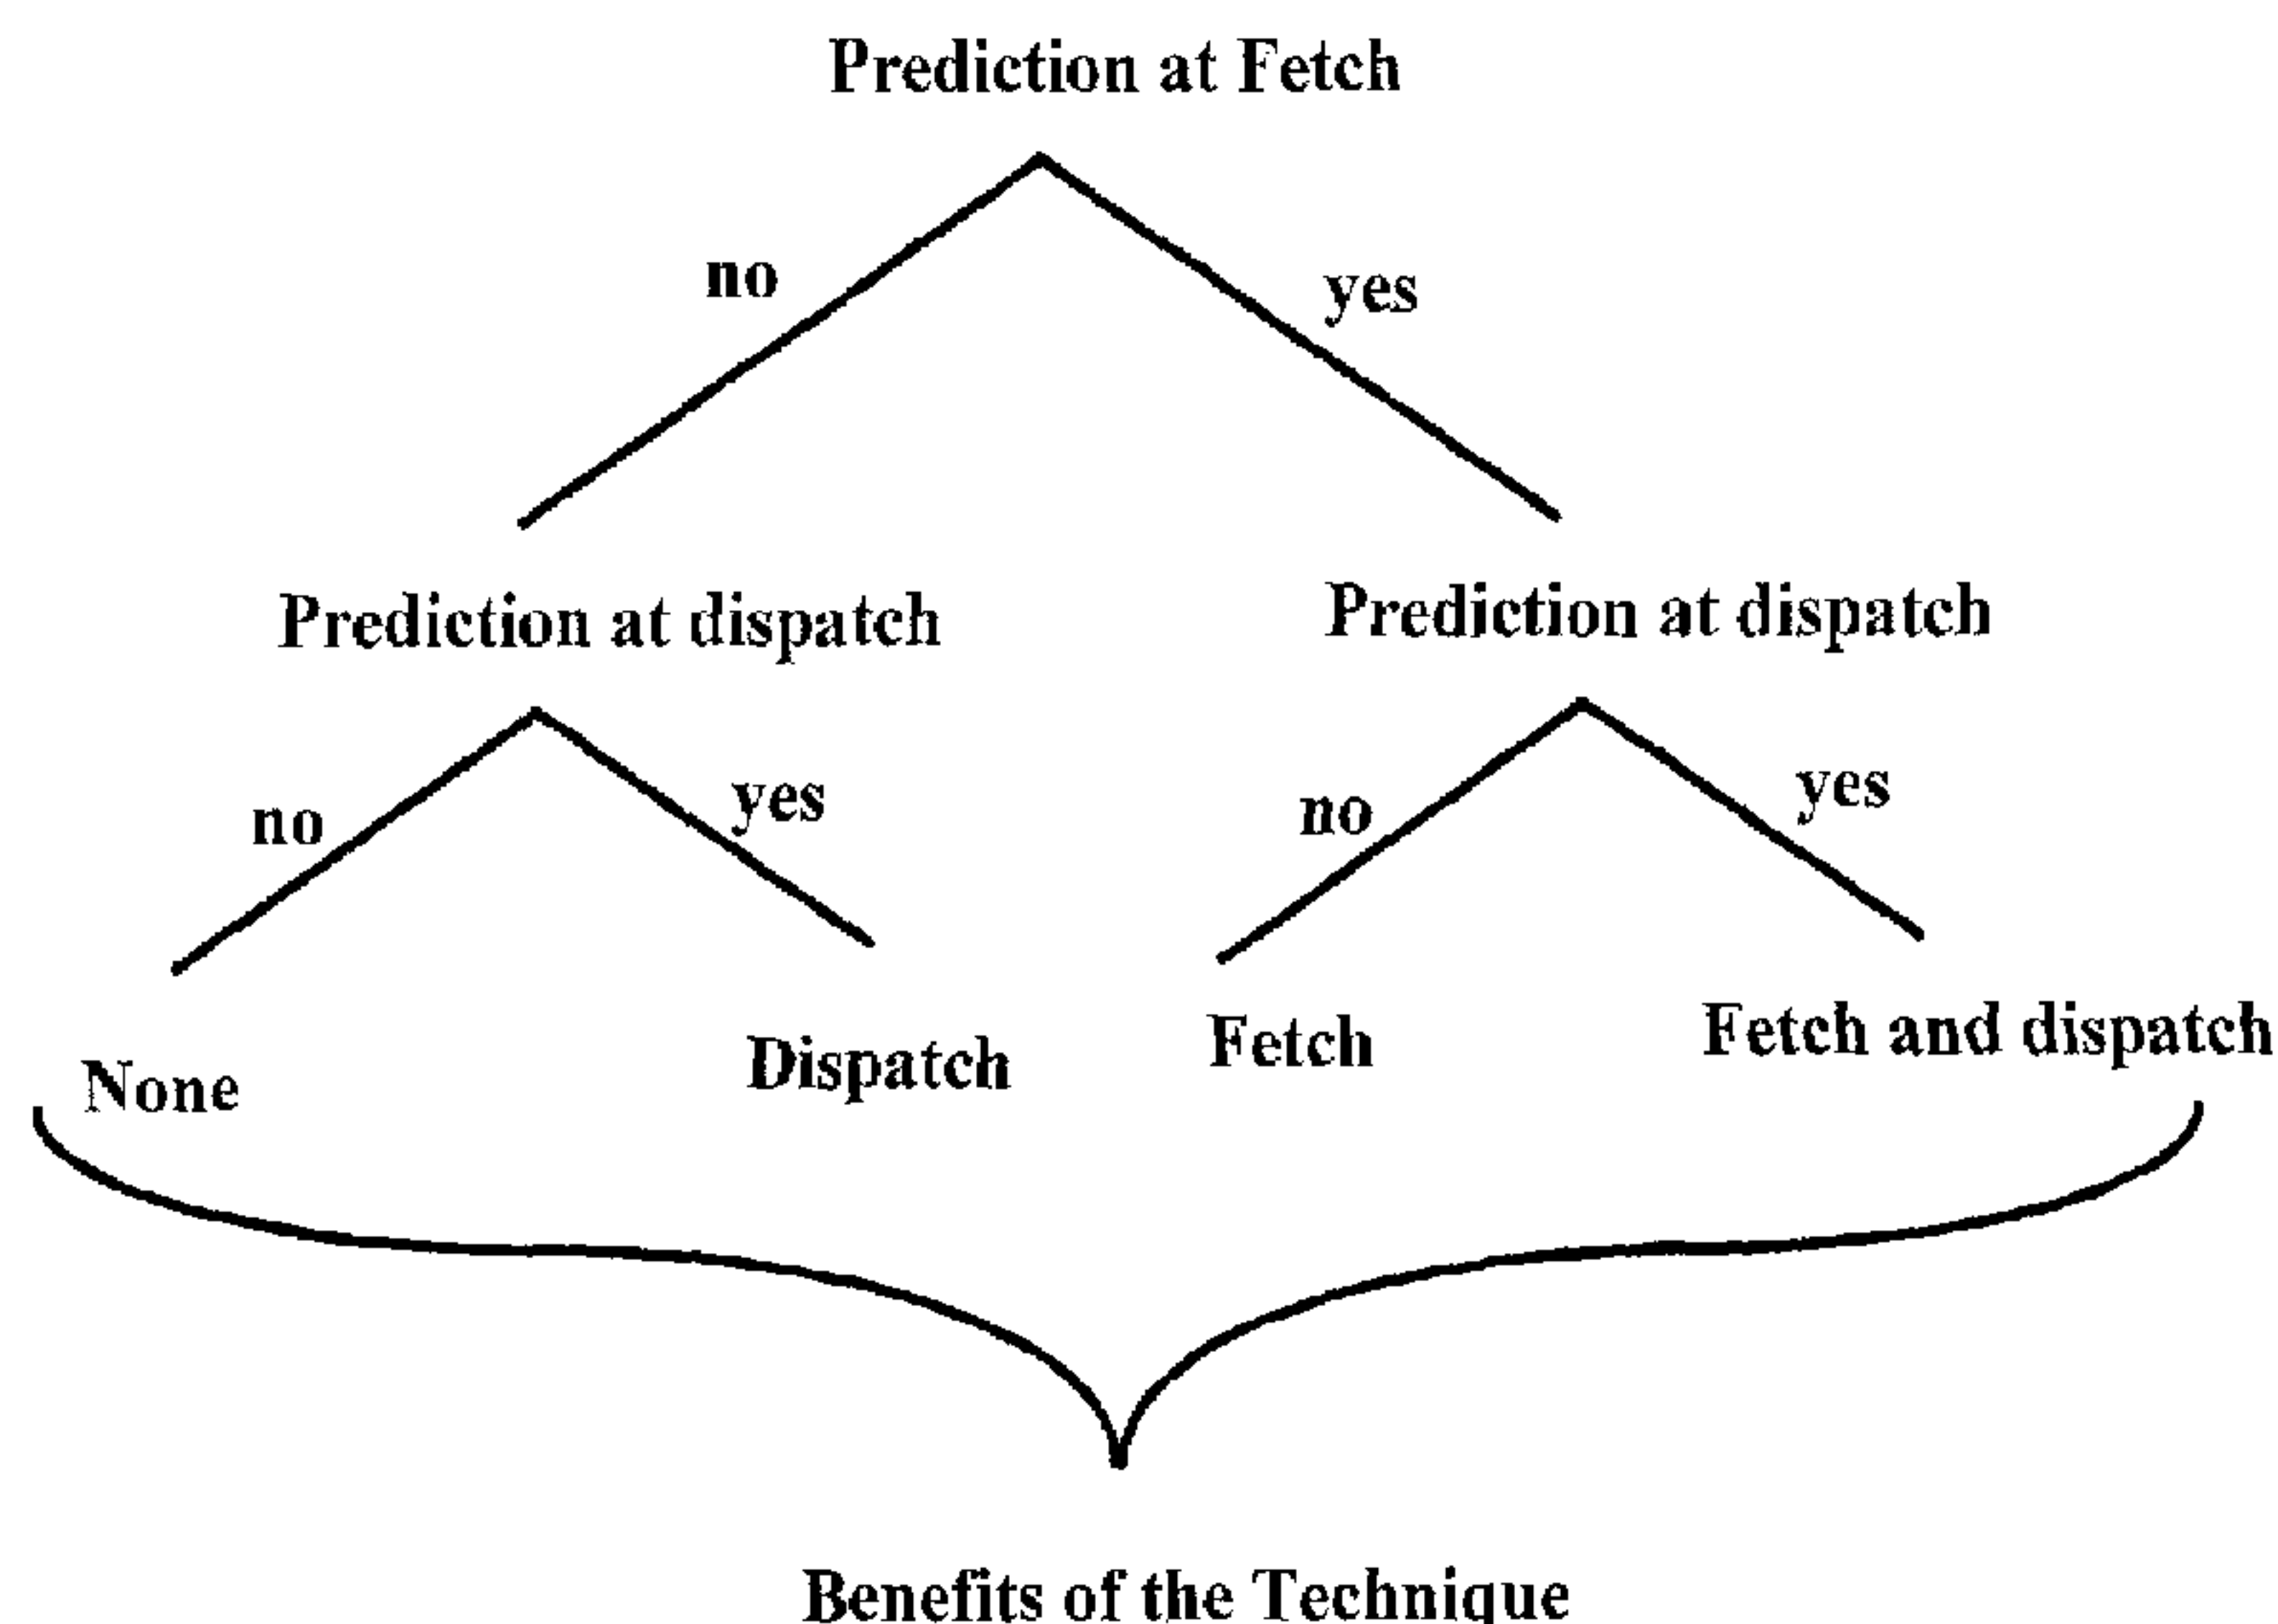 Prediction at Fetch
no
yes
Prediction at dispatch
Prediction at dispatch
no
yes
no
yes
None
Dispatch
Fetch
Fetch and dispatch
Benefits of the Technique